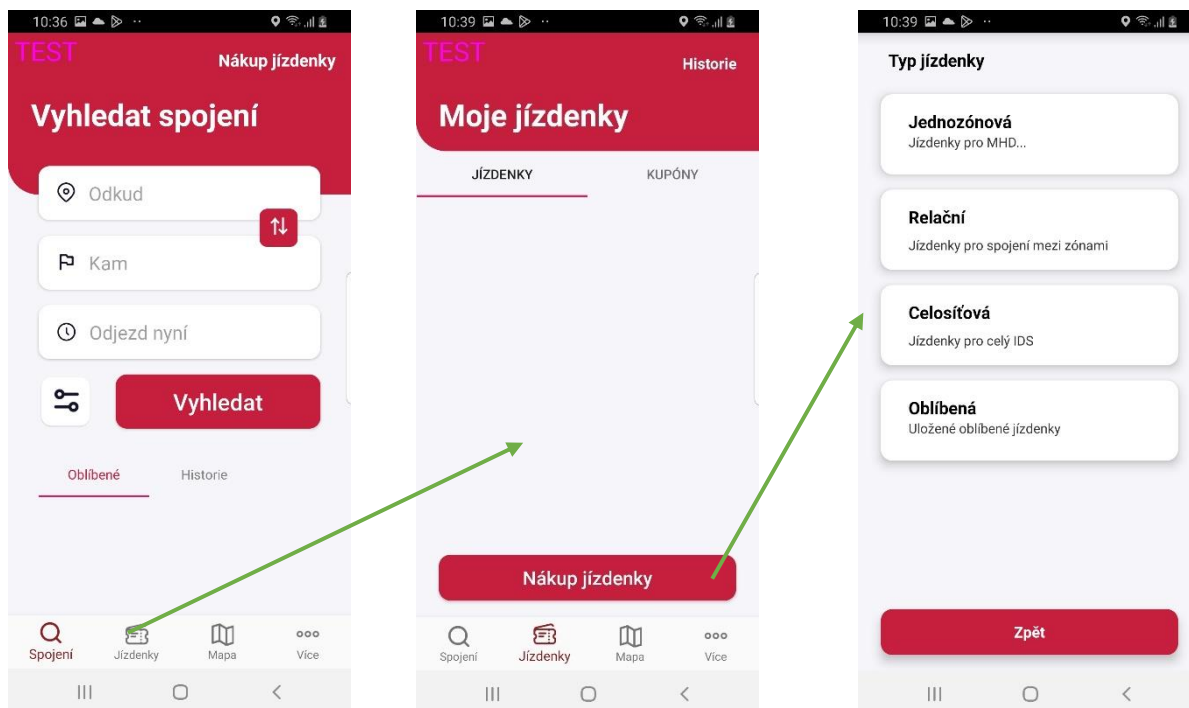 10:36
TEST
Nákup jízdenky
Vyhledat spojení
Odkud
Kam
Odjezd nyní
Vyhledat
Oblíbené Historie
Spojení Jízdenky Mapa Více
10:39
TEST
Historie
Moje jízdenky
JÍZDENKY KUPÓNY
Nákup jízdenky
Spojení Jízdenky Mapa Více
10:39
Typ jízdenky
Jednozónová
Jízdenky pro MHD...
Relační
Jízdenky pro spojení mezi zónami
Celosíťová
Jízdenky pro celý IDS
Oblíbená
Uložené oblíbené jízdenky
Zpět